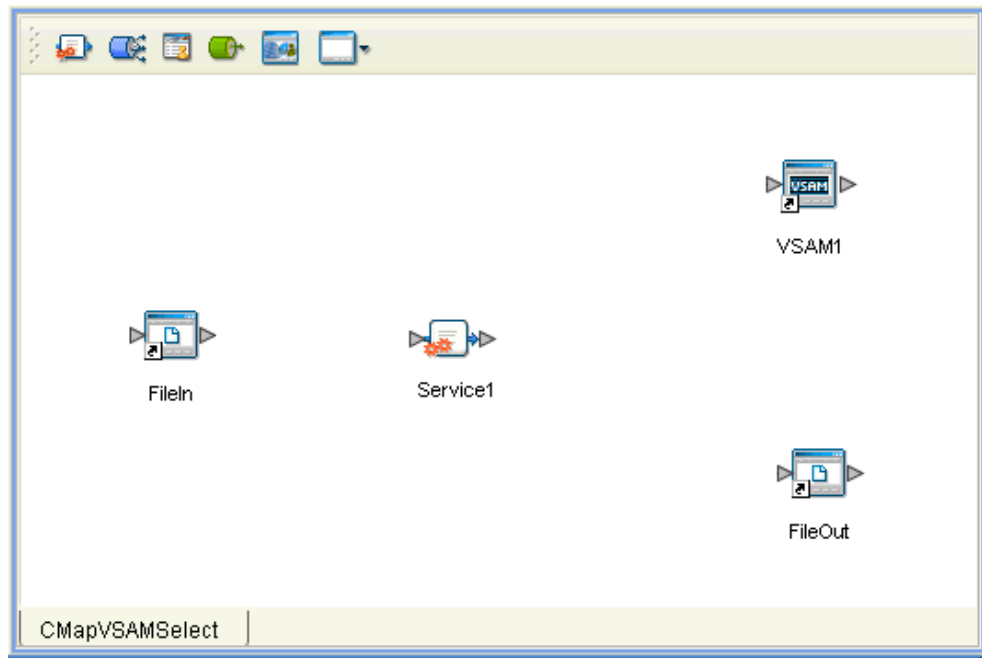 VSAM
VSAM1
FileIn
Service1
FileOut
CMapVSAMSelect